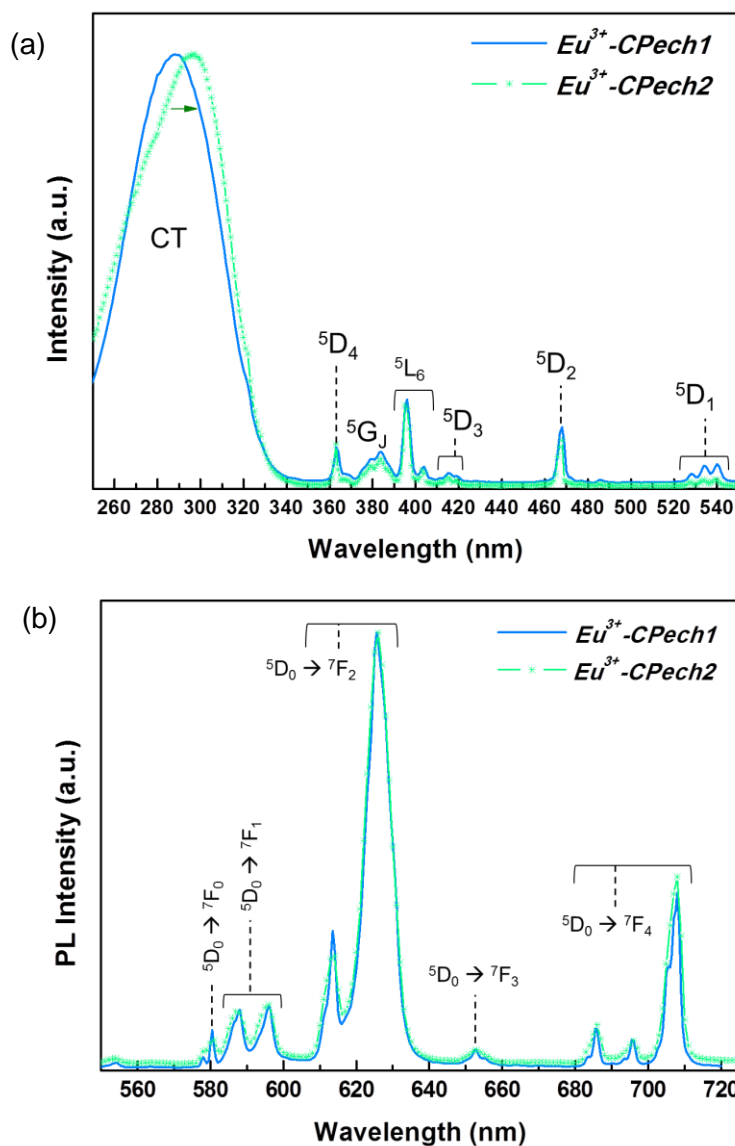 (a)
Eu³⁺-CPech1
Eu³⁺-CPech2
CT
⁵D₄
⁵G_J
⁵L₆
⁵D₃
⁵D₂
⁵D₁
Intensity (a.u.)
260 280 300 320 340 360 380 400 420 440 460 480 500 520 540
Wavelength (nm)
(b)
Eu³⁺-CPech1
Eu³⁺-CPech2
⁵D₀ → ⁷F₀
⁵D₀ → ⁷F₁
⁵D₀ → ⁷F₂
⁵D₀ → ⁷F₃
⁵D₀ → ⁷F₄
PL Intensity (a.u.)
560 580 600 620 640 660 680 700 720
Wavelength (nm)